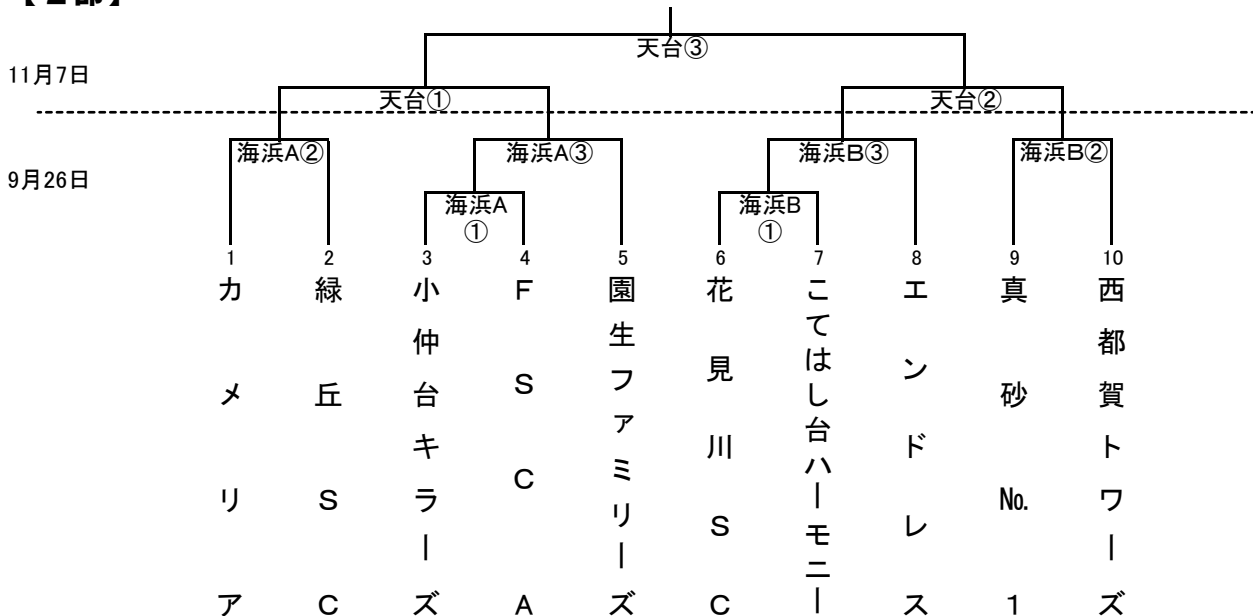 天台③
11月7日
天台①
天台②
海浜A②
海浜A③
海浜B③
海浜B②
9月26日
海浜A
①
海浜B
①
1
2
3
4
5
6
7
8
9
10
カメリア
緑丘SC
小仲台キラーズ
FSCA
園生ファミリーズ
花見川SC
こてはし台ハーモニー
エンドレス
真砂№1
西都賀トワーズ